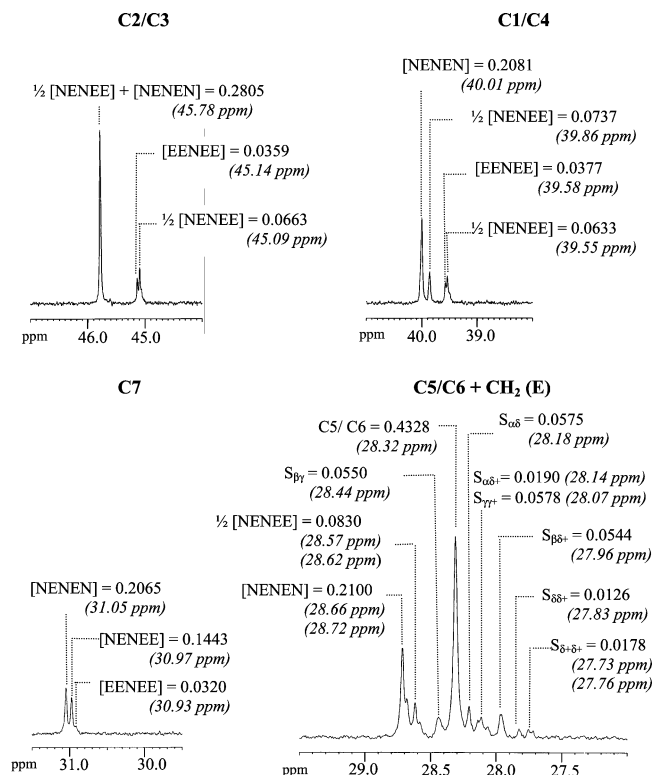 C2/C3
½ [NENEE] + [NENEN] = 0.2805
(45.78 ppm)
[EENEE] = 0.0359
(45.14 ppm)
½ [NENEE] = 0.0663
(45.09 ppm)
ppm 46.0 45.0
C1/C4
[NENEN] = 0.2081
(40.01 ppm)
½ [NENEE] = 0.0737
(39.86 ppm)
[EENEE] = 0.0377
(39.58 ppm)
½ [NENEE] = 0.0633
(39.55 ppm)
ppm 40.0 39.0
C7
[NENEN] = 0.2065
(31.05 ppm)
[NENEE] = 0.1443
(30.97 ppm)
[EENEE] = 0.0320
(30.93 ppm)
ppm 31.0 30.0
C5/C6 + CH₂ (E)
C5/ C6 = 0.4328
(28.32 ppm)
Sαδ = 0.0575
(28.18 ppm)
Sβγ = 0.0550
(28.44 ppm)
Sαδ+ = 0.0190 (28.14 ppm)
Sγγ+ = 0.0578 (28.07 ppm)
½ [NENEE] = 0.0830
(28.57 ppm)
(28.62 ppm)
Sβδ+ = 0.0544
(27.96 ppm)
[NENEN] = 0.2100
(28.66 ppm)
(28.72 ppm)
Sδδ+ = 0.0126
(27.83 ppm)
Sδ+δ+ = 0.0178
(27.73 ppm)
(27.76 ppm)
ppm 29.0 28.5 28.0 27.5